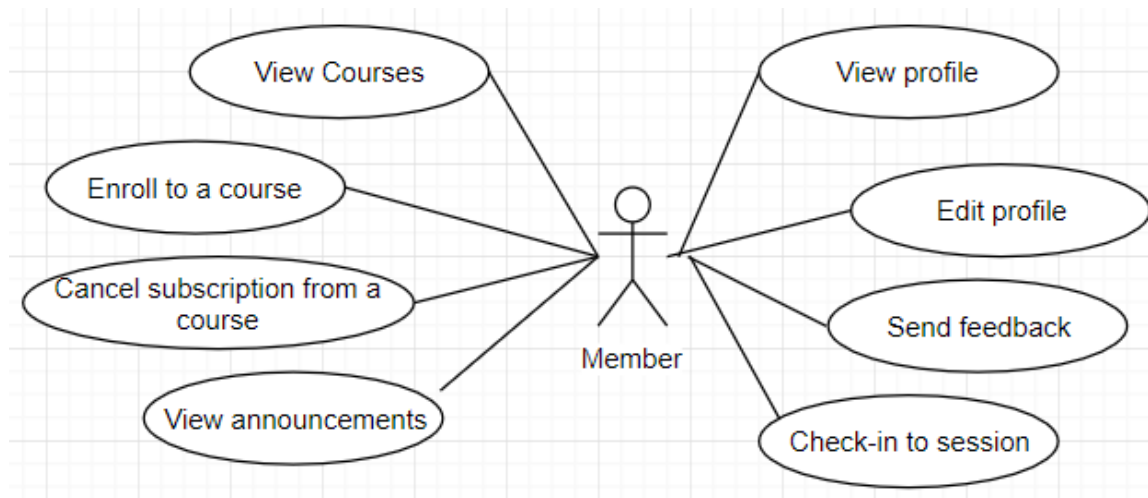 View Courses
View profile
Enroll to a course
Edit profile
Cancel subscription from a
course
Send feedback
Member
View announcements
Check-in to session